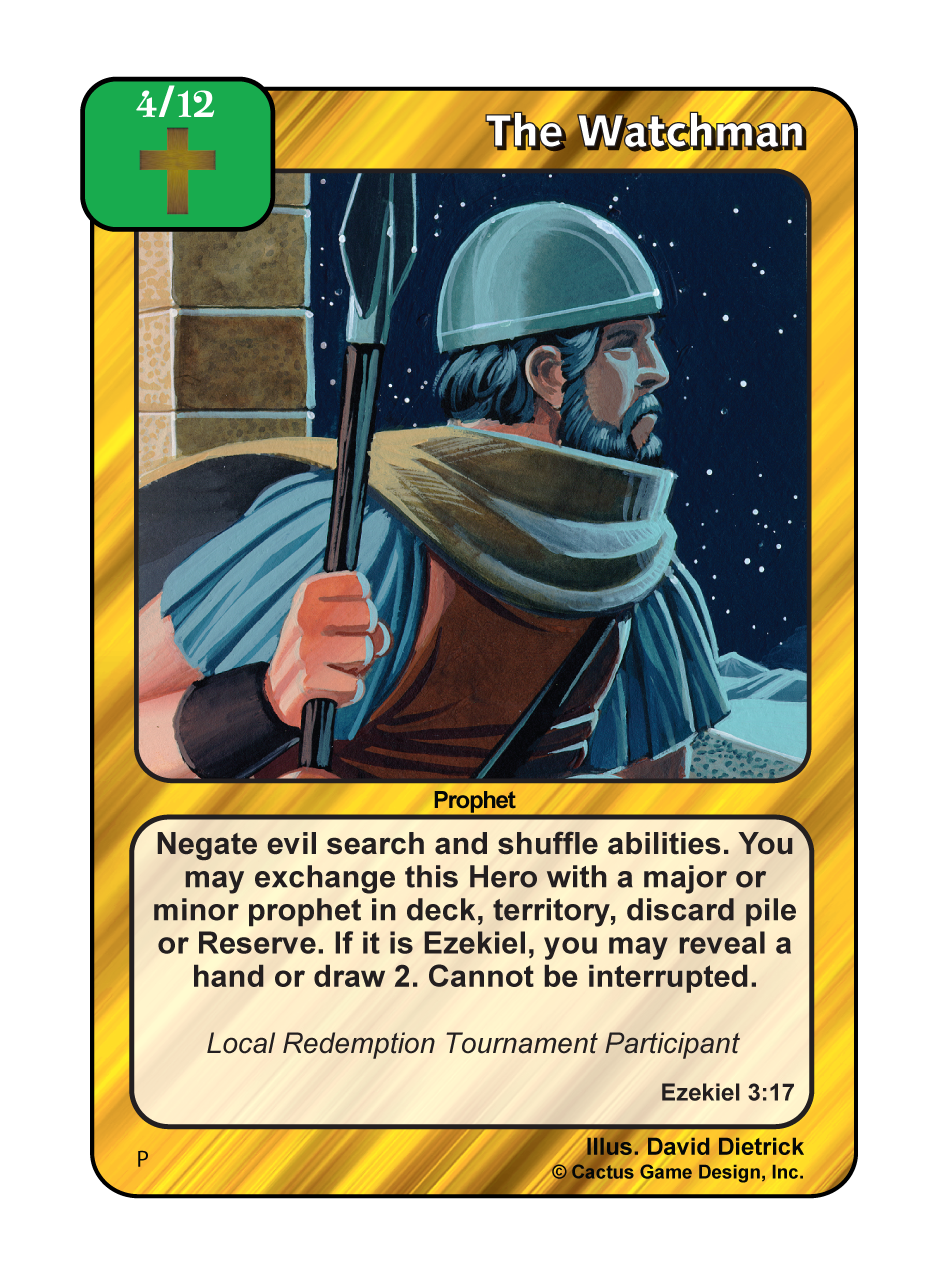 4/12
The Watchman
Prophet
Negate evil search and shuffle abilities. You
may exchange this Hero with a major or
minor prophet in deck, territory, discard pile
or Reserve. If it is Ezekiel, you may reveal a
hand or draw 2. Cannot be interrupted.
Local Redemption Tournament Participant
Ezekiel 3:17
P
Illus. David Dietrick
© Cactus Game Design, Inc.